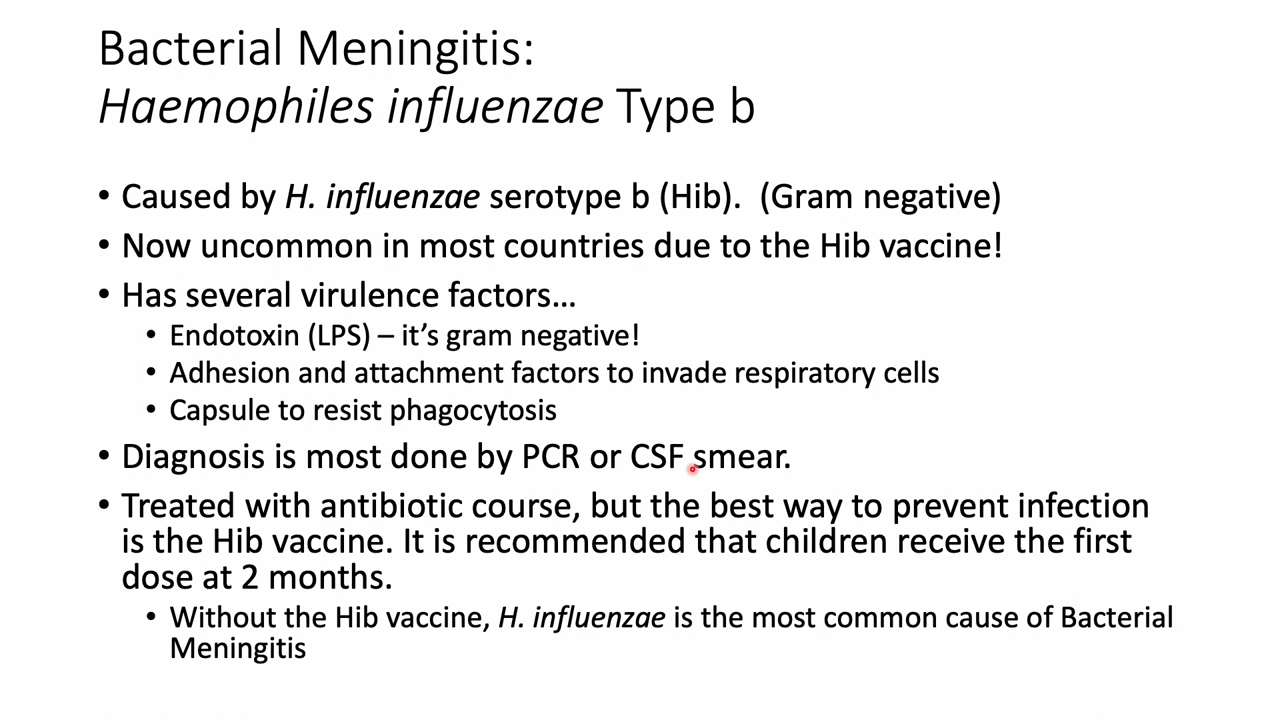 Bacterial Meningitis:
Haemophiles influenzae Type b
• Caused by H. influenzae serotype b (Hib).  (Gram negative)
• Now uncommon in most countries due to the Hib vaccine!
• Has several virulence factors…
• Endotoxin (LPS) – it’s gram negative!
• Adhesion and attachment factors to invade respiratory cells
• Capsule to resist phagocytosis
• Diagnosis is most done by PCR or CSF smear.
• Treated with antibiotic course, but the best way to prevent infection
is the Hib vaccine. It is recommended that children receive the first
dose at 2 months.
• Without the Hib vaccine, H. influenzae is the most common cause of Bacterial
Meningitis